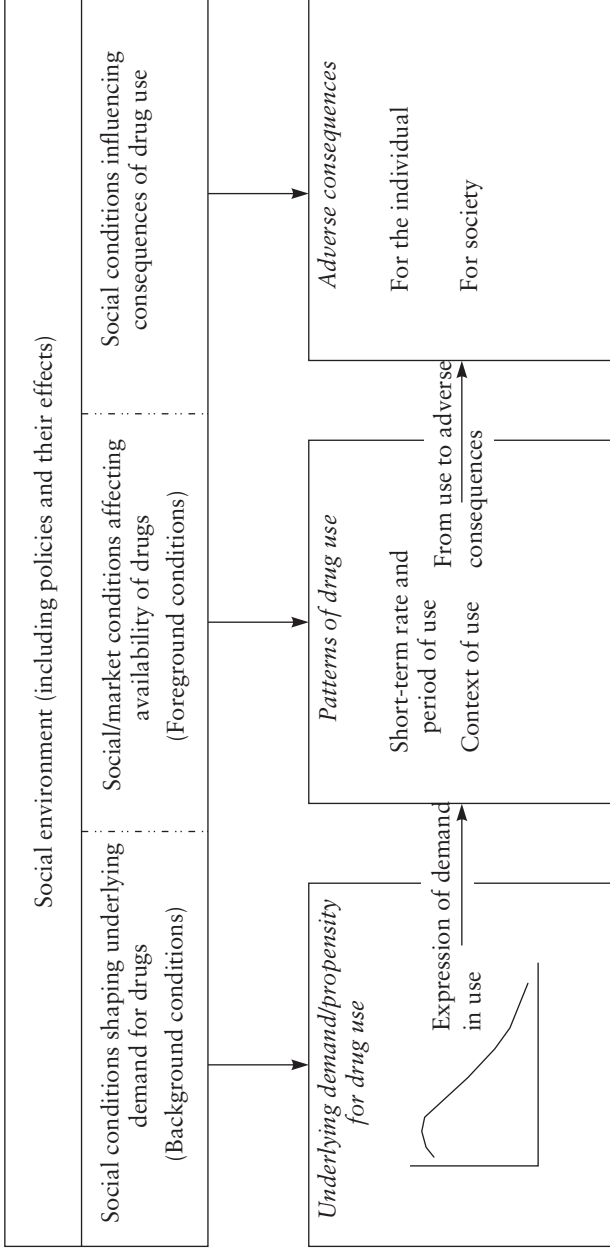 Social environment (including policies and their effects)
Social conditions shaping underlying
demand for drugs
(Background conditions)
Social/market conditions affecting
availability of drugs
(Foreground conditions)
Social conditions influencing
consequences of drug use
Underlying demand/propensity
for drug use
Expression of demand
in use
Patterns of drug use
Short-term rate and
period of use
Context of use
From use to adverse
consequences
Adverse consequences
For the individual
For society